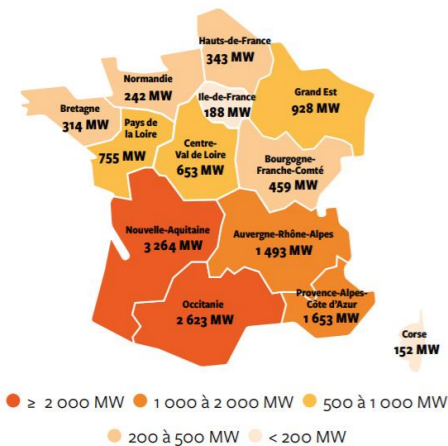 Hauts-de-France
343 MW
Normandie
242 MW
Ile-de-France
188 MW
Grand Est
928 MW
Bretagne
314 MW
Pays de
la Loire
755 MW
Centre-
Val de Loire
653 MW
Bourgogne-
Franche-Comté
459 MW
Nouvelle-Aquitaine
3 264 MW
Auvergne-Rhône-Alpes
1 493 MW
Occitanie
2 623 MW
Provence-Alpes-
Côte d'Azur
1 653 MW
Corse
152 MW
≥ 2 000 MW 1 000 à 2 000 MW 500 à 1 000 MW
200 à 500 MW < 200 MW